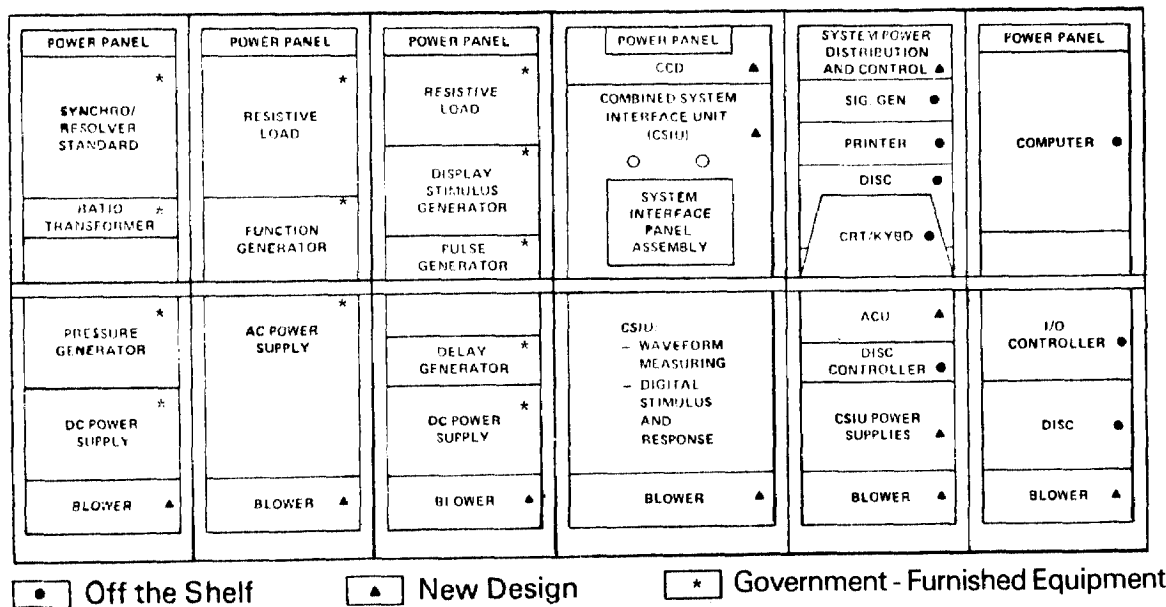 POWER PANEL
*
SYNCHRO/
RESOLVER
STANDARD
RATIO *
TRANSFORMER
PRESSURE *
GENERATOR
*
DC POWER
SUPPLY
BLOWER ▲
POWER PANEL
*
RESISTIVE
LOAD
*
FUNCTION
GENERATOR
*
AC POWER
SUPPLY
BLOWER ▲
POWER PANEL
*
RESISTIVE
LOAD
*
DISPLAY
STIMULUS
GENERATOR
PULSE *
GENERATOR
DELAY *
GENERATOR
*
DC POWER
SUPPLY
BLOWER ▲
POWER PANEL
CCD ▲
COMBINED SYSTEM
INTERFACE UNIT
(CSIU) ▲
SYSTEM
INTERFACE
PANEL
ASSEMBLY
CSIU:
– WAVEFORM
MEASURING
– DIGITAL
STIMULUS
AND
RESPONSE
BLOWER ▲
SYSTEM POWER
DISTRIBUTION
AND CONTROL ▲
SIG. GEN ●
PRINTER ●
DISC ●
CRT/KYBD ●
ACU ▲
DISC
CONTROLLER ●
CSIU POWER
SUPPLIES ▲
BLOWER ▲
POWER PANEL
COMPUTER ●
I/O
CONTROLLER ●
DISC ●
BLOWER ▲
● Off the Shelf
▲ New Design
* Government - Furnished Equipment